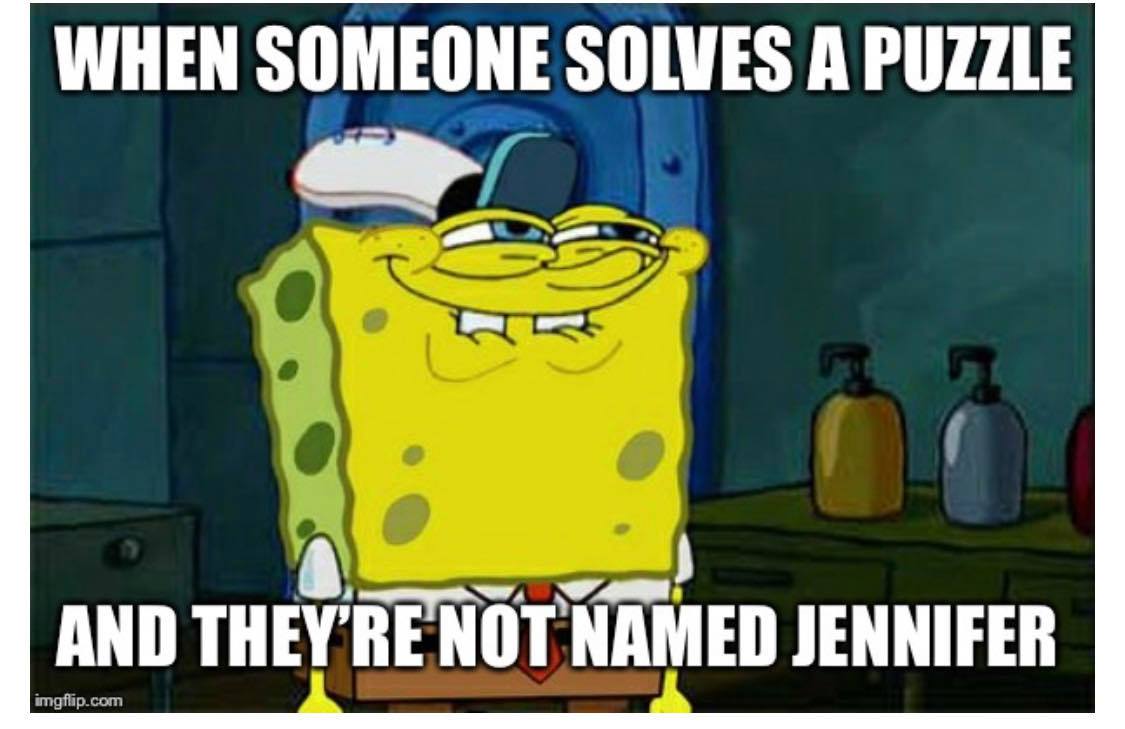 WHEN SOMEONE SOLVES A PUZZLE
AND THEY'RE NOT NAMED JENNIFER
imgflip.com